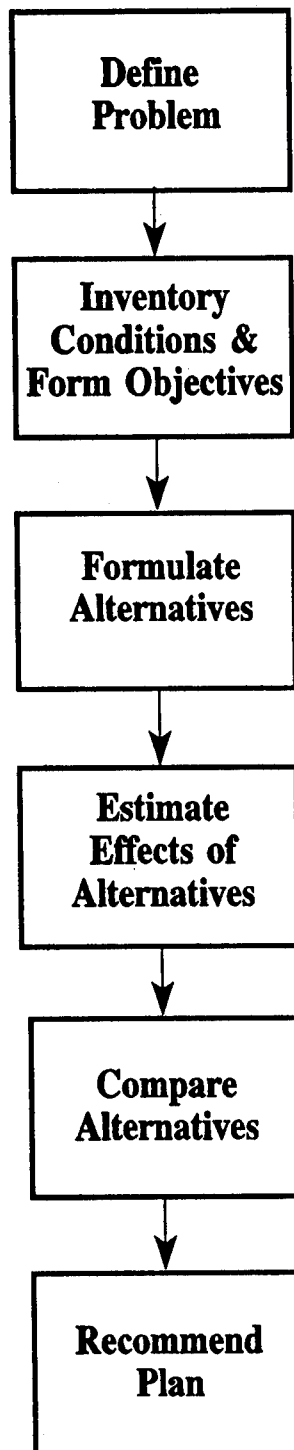 Define
Problem
Inventory
Conditions &
Form Objectives
Formulate
Alternatives
Estimate
Effects of
Alternatives
Compare
Alternatives
Recommend
Plan